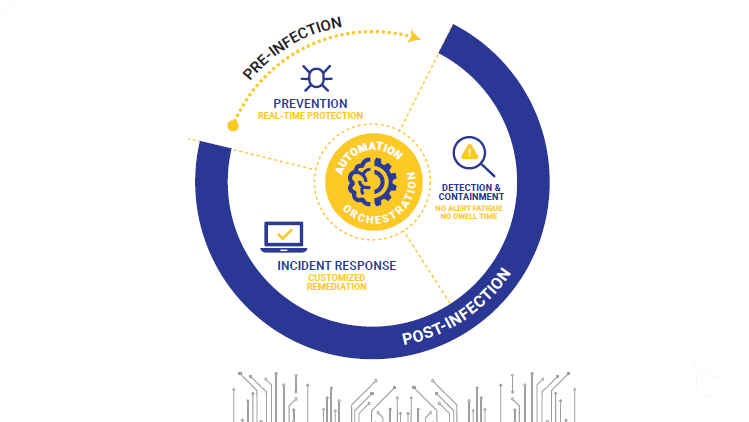 PRE-INFECTION
PREVENTION
REAL-TIME PROTECTION
AUTOMATION
ORCHESTRATION
DETECTION &
CONTAINMENT
NO ALERT FATIGUE
NO DWELL TIME
INCIDENT RESPONSE
CUSTOMIZED
REMEDIATION
POST-INFECTION